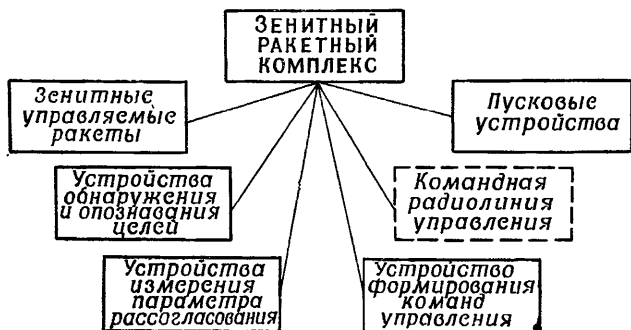 ЗЕНИТНЫЙ
РАКЕТНЫЙ
КОМПЛЕКС
Зенитные
управляемые
ракеты
Пусковые
устройства
Устройства
обнаружения
и опознавания
целей
Командная
радиолиния
управления
Устройства
измерения
параметра
рассогласования
Устройство
формирования
команд
управления